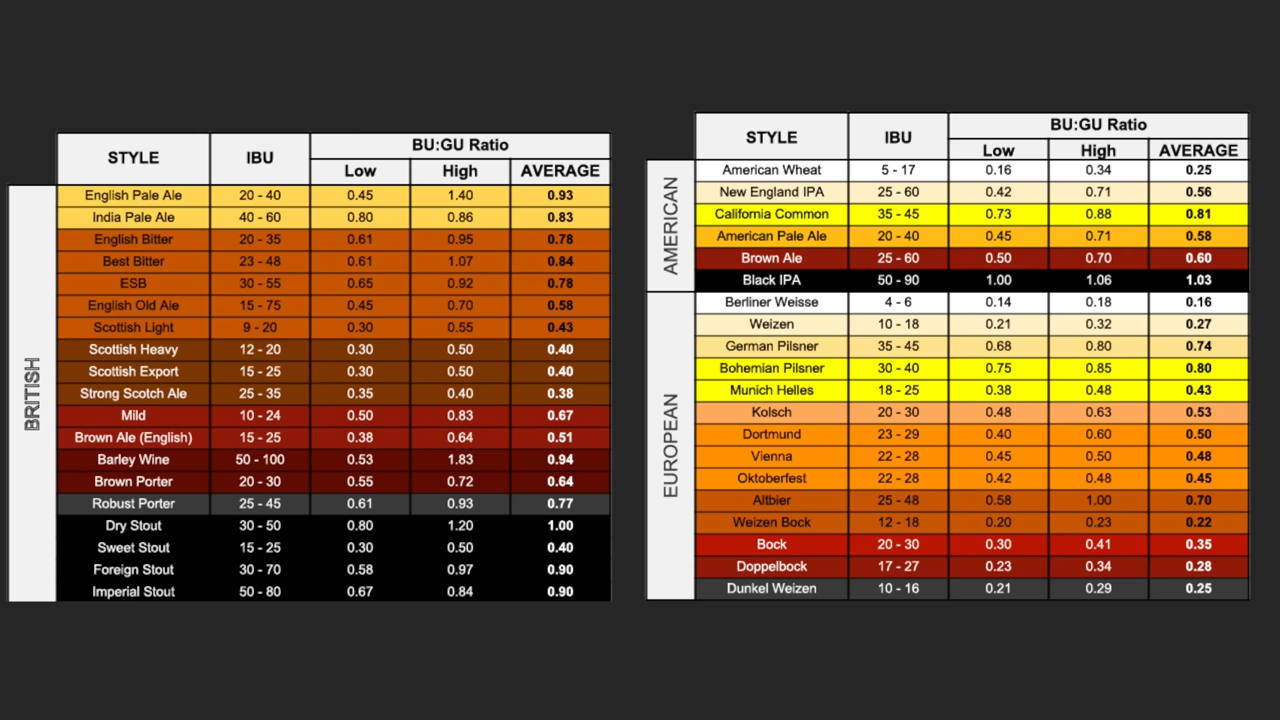 STYLE IBU BU:GU Ratio
Low High AVERAGE
BRITISH
English Pale Ale 20 - 40 0.45 1.40 0.93
India Pale Ale 40 - 60 0.80 0.86 0.83
English Bitter 20 - 35 0.61 0.95 0.78
Best Bitter 23 - 48 0.61 1.07 0.84
ESB 30 - 55 0.65 0.92 0.78
English Old Ale 15 - 75 0.45 0.70 0.58
Scottish Light 9 - 20 0.30 0.55 0.43
Scottish Heavy 12 - 20 0.30 0.50 0.40
Scottish Export 15 - 25 0.30 0.50 0.40
Strong Scotch Ale 25 - 35 0.35 0.40 0.38
Mild 10 - 24 0.50 0.83 0.67
Brown Ale (English) 15 - 25 0.38 0.64 0.51
Barley Wine 50 - 100 0.53 1.83 0.94
Brown Porter 20 - 30 0.55 0.72 0.64
Robust Porter 25 - 45 0.61 0.93 0.77
Dry Stout 30 - 50 0.80 1.20 1.00
Sweet Stout 15 - 25 0.30 0.50 0.40
Foreign Stout 30 - 70 0.58 0.97 0.90
Imperial Stout 50 - 80 0.67 0.84 0.90
STYLE IBU BU:GU Ratio
Low High AVERAGE
AMERICAN
American Wheat 5 - 17 0.16 0.34 0.25
New England IPA 25 - 60 0.42 0.71 0.56
California Common 35 - 45 0.73 0.88 0.81
American Pale Ale 20 - 40 0.45 0.71 0.58
Brown Ale 25 - 60 0.50 0.70 0.60
Black IPA 50 - 90 1.00 1.06 1.03
EUROPEAN
Berliner Weisse 4 - 6 0.14 0.18 0.16
Weizen 10 - 18 0.21 0.32 0.27
German Pilsner 35 - 45 0.68 0.80 0.74
Bohemian Pilsner 30 - 40 0.75 0.85 0.80
Munich Helles 18 - 25 0.38 0.48 0.43
Kolsch 20 - 30 0.48 0.63 0.53
Dortmund 23 - 29 0.40 0.60 0.50
Vienna 22 - 28 0.45 0.50 0.48
Oktoberfest 22 - 28 0.42 0.48 0.45
Altbier 25 - 48 0.58 1.00 0.70
Weizen Bock 12 - 18 0.20 0.23 0.22
Bock 20 - 30 0.30 0.41 0.35
Doppelbock 17 - 27 0.23 0.34 0.28
Dunkel Weizen 10 - 16 0.21 0.29 0.25